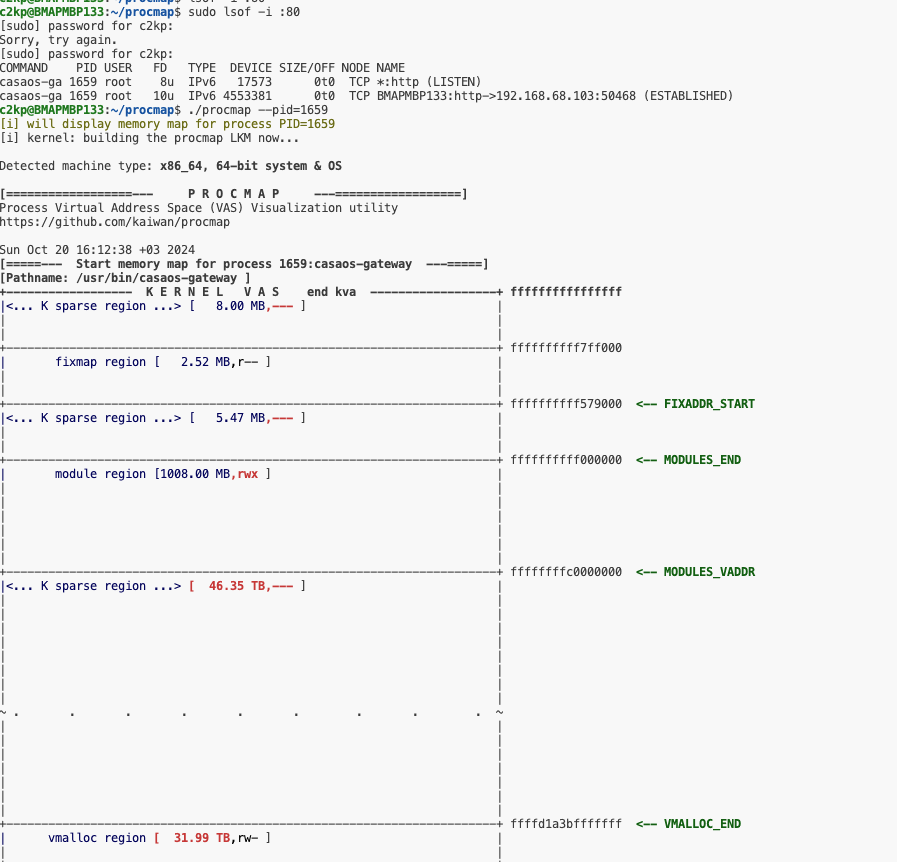 c2kp@BMAPMBP133:~/procmap$ sudo lsof -i :80
[sudo] password for c2kp:
Sorry, try again.
[sudo] password for c2kp:
COMMAND    PID USER   FD   TYPE  DEVICE SIZE/OFF NODE NAME
casaos-ga 1659 root    8u  IPv6   17573      0t0  TCP *:http (LISTEN)
casaos-ga 1659 root   10u  IPv6 4553381      0t0  TCP BMAPMBP133:http->192.168.68.103:50468 (ESTABLISHED)
c2kp@BMAPMBP133:~/procmap$ ./procmap --pid=1659
[i] will display memory map for process PID=1659
[i] kernel: building the procmap LKM now...
Detected machine type: x86_64, 64-bit system & OS
[==================---     P R O C M A P     ---==================]
Process Virtual Address Space (VAS) Visualization utility
https://github.com/kaiwan/procmap
Sun Oct 20 16:12:38 +03 2024
[=====---  Start memory map for process 1659:casaos-gateway  ---=====]
[Pathname: /usr/bin/casaos-gateway ]
+------------------  K E R N E L   V A S    end kva  ------------------+ ffffffffffffffff
|<... K sparse region ...> [   8.00 MB,--- ]                           |
+----------------------------------------------------------------------+ ffffffffff7ff000
|       fixmap region [   2.52 MB,r-- ]                                |
+----------------------------------------------------------------------+ ffffffffff579000  <-- FIXADDR_START
|<... K sparse region ...> [   5.47 MB,--- ]                           |
+----------------------------------------------------------------------+ ffffffffff000000  <-- MODULES_END
|       module region [1008.00 MB,rwx ]                                |
+----------------------------------------------------------------------+ ffffffffc0000000  <-- MODULES_VADDR
|<... K sparse region ...> [  46.35 TB,--- ]                           |
~ .       .       .       .       .       .        .       .        .  ~
+----------------------------------------------------------------------+ ffffd1a3bfffffff  <-- VMALLOC_END
|      vmalloc region [  31.99 TB,rw- ]                                |